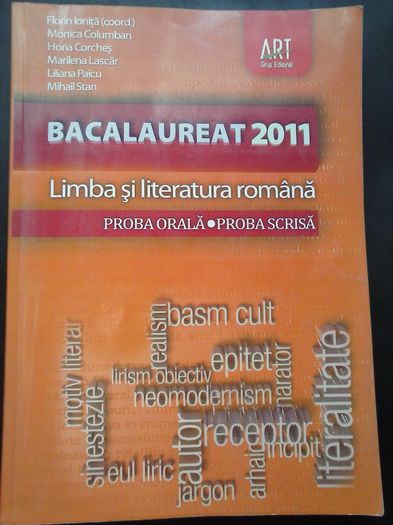 Florin Ioniță (coord.)
Monica Columban
Horia Corcheș
Marilena Lascăr
Liliana Paicu
Mihail Stan
ART
Grup Editorial
BACALAUREAT 2011
Limba și literatura română
PROBA ORALĂ • PROBA SCRISĂ
basm cult
realism
motiv literar
epitet
lirism obiectiv
narator
neomodernism
sinestezie
autor
receptor
literalitate
incipit
eul liric
arhaic
jargon